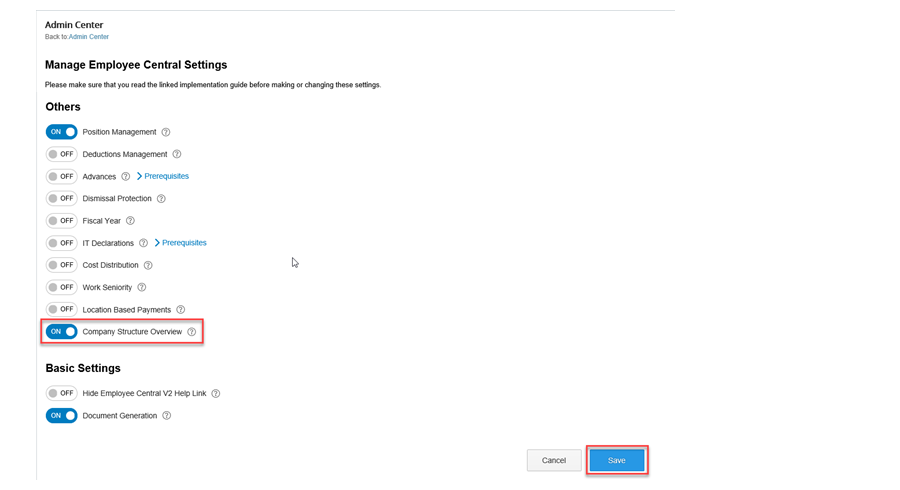 Admin Center
Back to:Admin Center
Manage Employee Central Settings
Please make sure that you read the linked implementation guide before making or changing these settings.
Others
ON Position Management ?
OFF Deductions Management ?
OFF Advances ? Prerequisites
OFF Dismissal Protection ?
OFF Fiscal Year ?
OFF IT Declarations ? Prerequisites
OFF Cost Distribution ?
OFF Work Seniority ?
OFF Location Based Payments ?
ON Company Structure Overview ?
Basic Settings
OFF Hide Employee Central V2 Help Link ?
ON Document Generation ?
Cancel Save